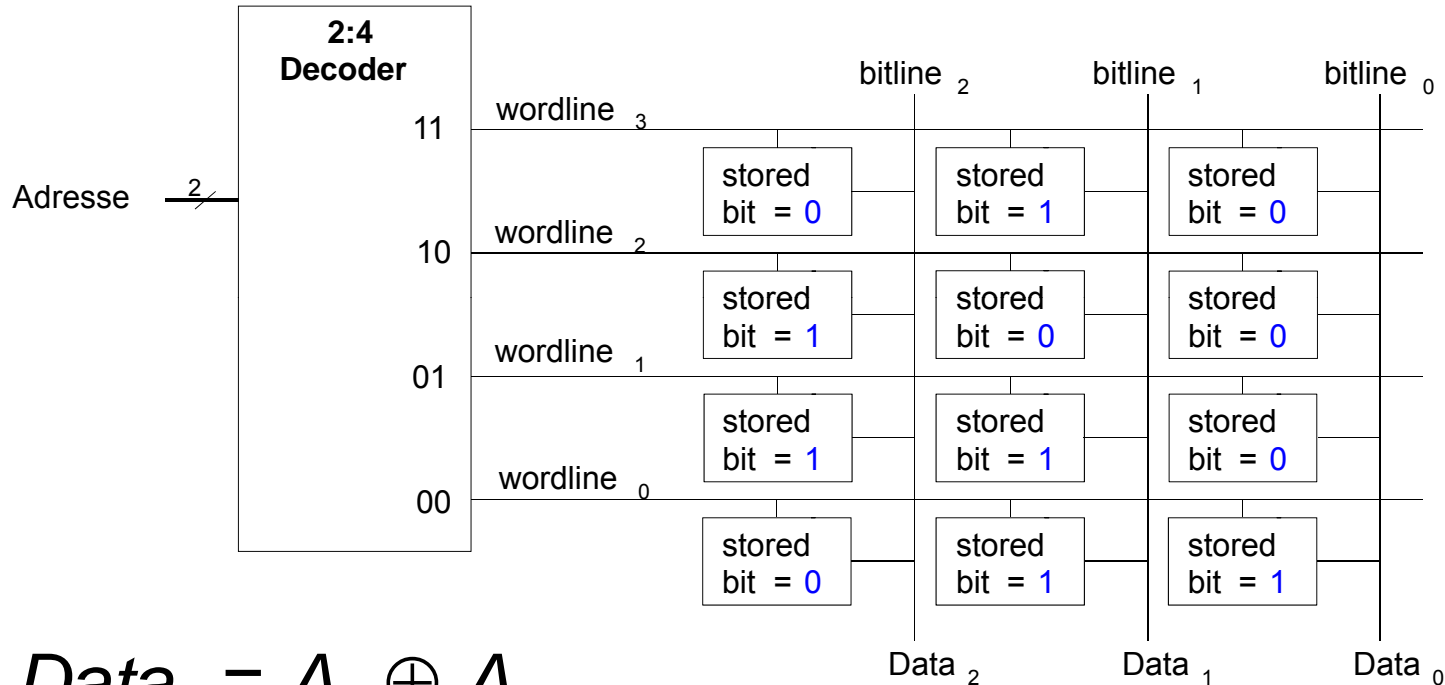 2:4
Decoder
bitline 2
bitline 1
bitline 0
11
wordline 3
Adresse
2
stored
bit = 0
stored
bit = 1
stored
bit = 0
10
wordline 2
stored
bit = 1
stored
bit = 0
stored
bit = 0
01
wordline 1
stored
bit = 1
stored
bit = 1
stored
bit = 0
00
wordline 0
stored
bit = 0
stored
bit = 1
stored
bit = 1
Data = A ⊕ A
Data 2
Data 1
Data 0